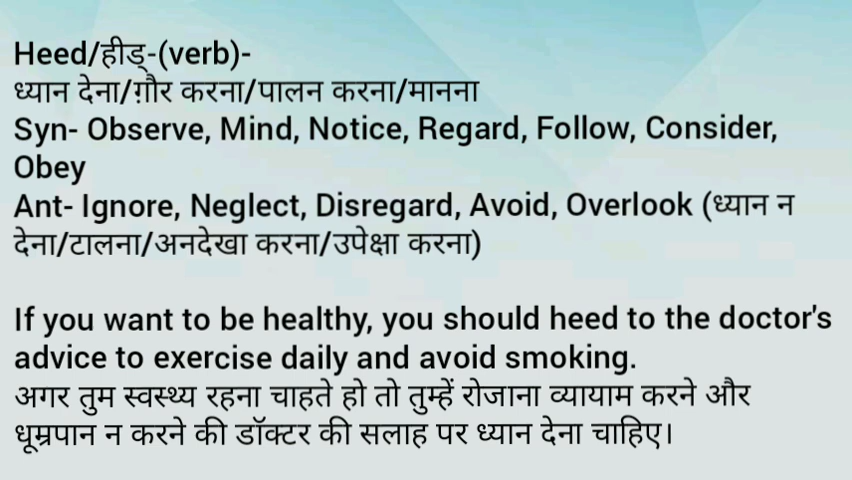 Heed/हीड्-(verb)-
ध्यान देना/ग़ौर करना/पालन करना/मानना
Syn- Observe, Mind, Notice, Regard, Follow, Consider,
Obey
Ant- Ignore, Neglect, Disregard, Avoid, Overlook (ध्यान न
देना/टालना/अनदेखा करना/उपेक्षा करना)
If you want to be healthy, you should heed to the doctor's
advice to exercise daily and avoid smoking.
अगर तुम स्वस्थ्य रहना चाहते हो तो तुम्हें रोजाना व्यायाम करने और
धूम्रपान न करने की डॉक्टर की सलाह पर ध्यान देना चाहिए।